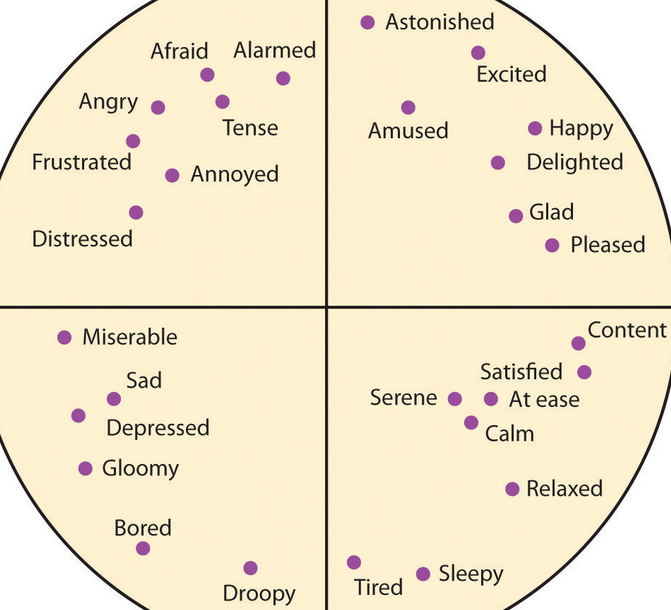 Astonished
Afraid
Alarmed
Excited
Angry
Tense
Amused
Happy
Frustrated
Annoyed
Delighted
Distressed
Glad
Pleased
Miserable
Content
Sad
Satisfied
Depressed
Serene
At ease
Calm
Gloomy
Relaxed
Bored
Droopy
Tired
Sleepy